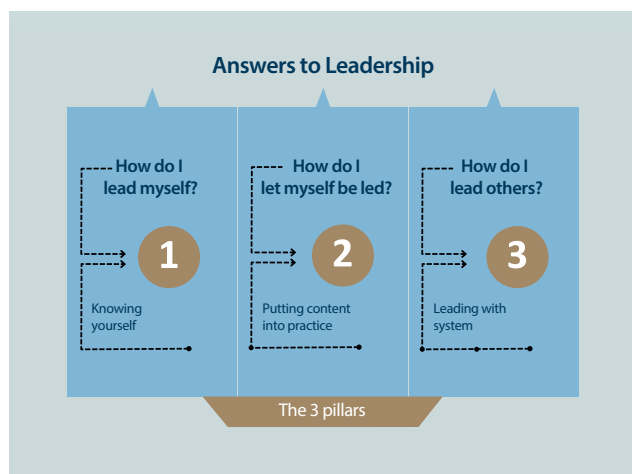 Answers to Leadership
How do I
lead myself?
1
Knowing
yourself
How do I
let myself be led?
2
Putting content
into practice
How do I
lead others?
3
Leading with
system
The 3 pillars